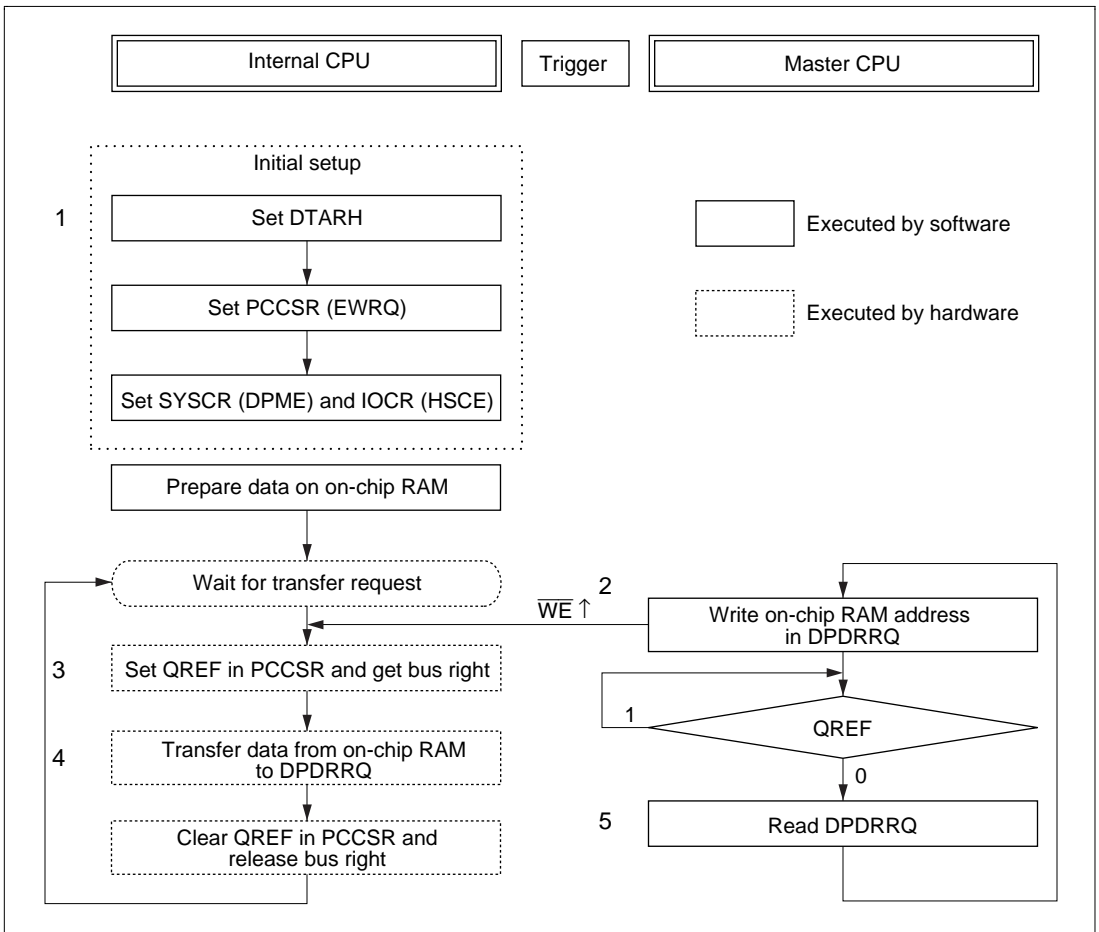 Internal CPU
Trigger
Master CPU
Initial setup
1
Set DTARH
Executed by software
Set PCCSR (EWRQ)
Executed by hardware
Set SYSCR (DPME) and IOCR (HSCE)
Prepare data on on-chip RAM
Wait for transfer request
2
W̅E̅ ↑
Write on-chip RAM address
in DPDRRQ
3
Set QREF in PCCSR and get bus right
1
QREF
4
Transfer data from on-chip RAM
to DPDRRQ
0
5
Read DPDRRQ
Clear QREF in PCCSR and
release bus right